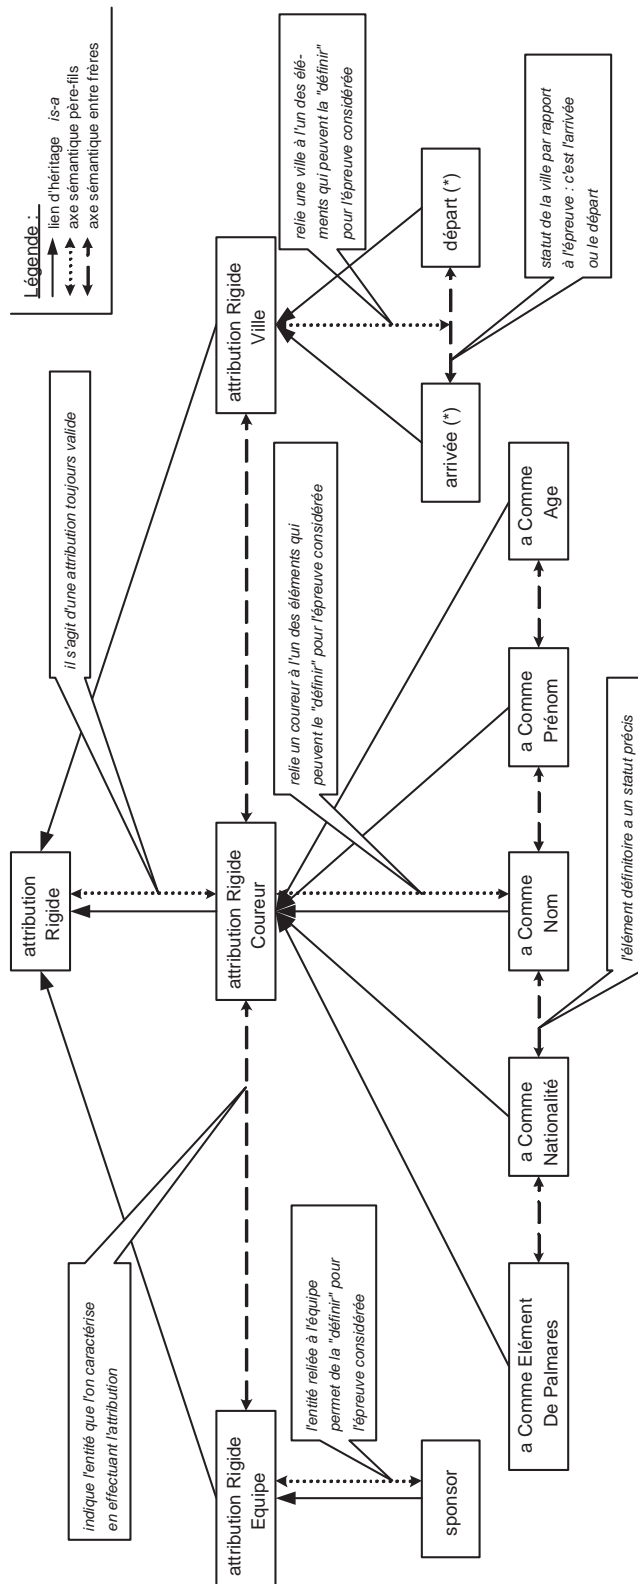 Légende :
lien d'héritage is-a
axe sémantique père-fils
axe sémantique entre frères
attribution
Rigide
il s'agit d'une attribution toujours valide
indique l'entité que l'on caractérise
en effectuant l'attribution
attribution Rigide
Equipe
attribution Rigide
Coureur
attribution Rigide
Ville
l'entité reliée à l'équipe
permet de la "définir" pour
l'épreuve considérée
relie un coureur à l'un des éléments qui
peuvent le "définir" pour l'épreuve considérée
relie une ville à l'un des élé-
ments qui peuvent la "définir"
pour l'épreuve considérée
sponsor
arrivée (*)
départ (*)
statut de la ville par rapport
à l'épreuve : c'est l'arrivée
ou le départ
a Comme Elément
De Palmares
a Comme
Nationalité
a Comme
Nom
a Comme
Prénom
a Comme
Age
l'élément définitoire a un statut précis